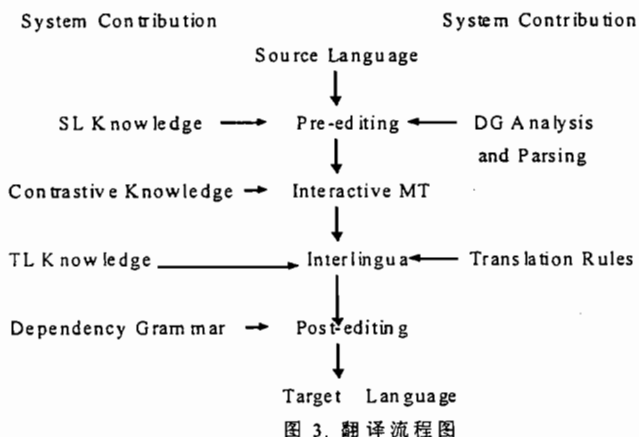 System Contribution System Contribution
Source Language
SL Knowledge Pre-editing DG Analysis
and Parsing
Contrastive Knowledge Interactive MT
TL Knowledge Interlingua Translation Rules
Dependency Grammar Post-editing
Target Language
图 3. 翻译流程图